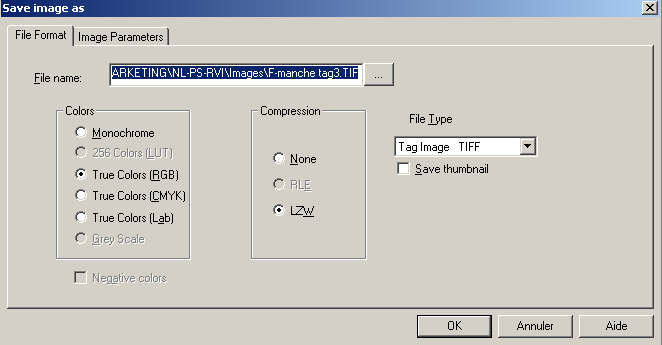 Save image as
File Format
Image Parameters
File name:
ARKETING\NL-PS-RVI\Images\F-manche tag3.TIF
...
Colors
Monochrome
256 Colors (LUT)
True Colors (RGB)
True Colors (CMYK)
True Colors (Lab)
Grey Scale
Negative colors
Compression
None
RLE
LZW
File Type
Tag Image TIFF
Save thumbnail
OK
Annuler
Aide